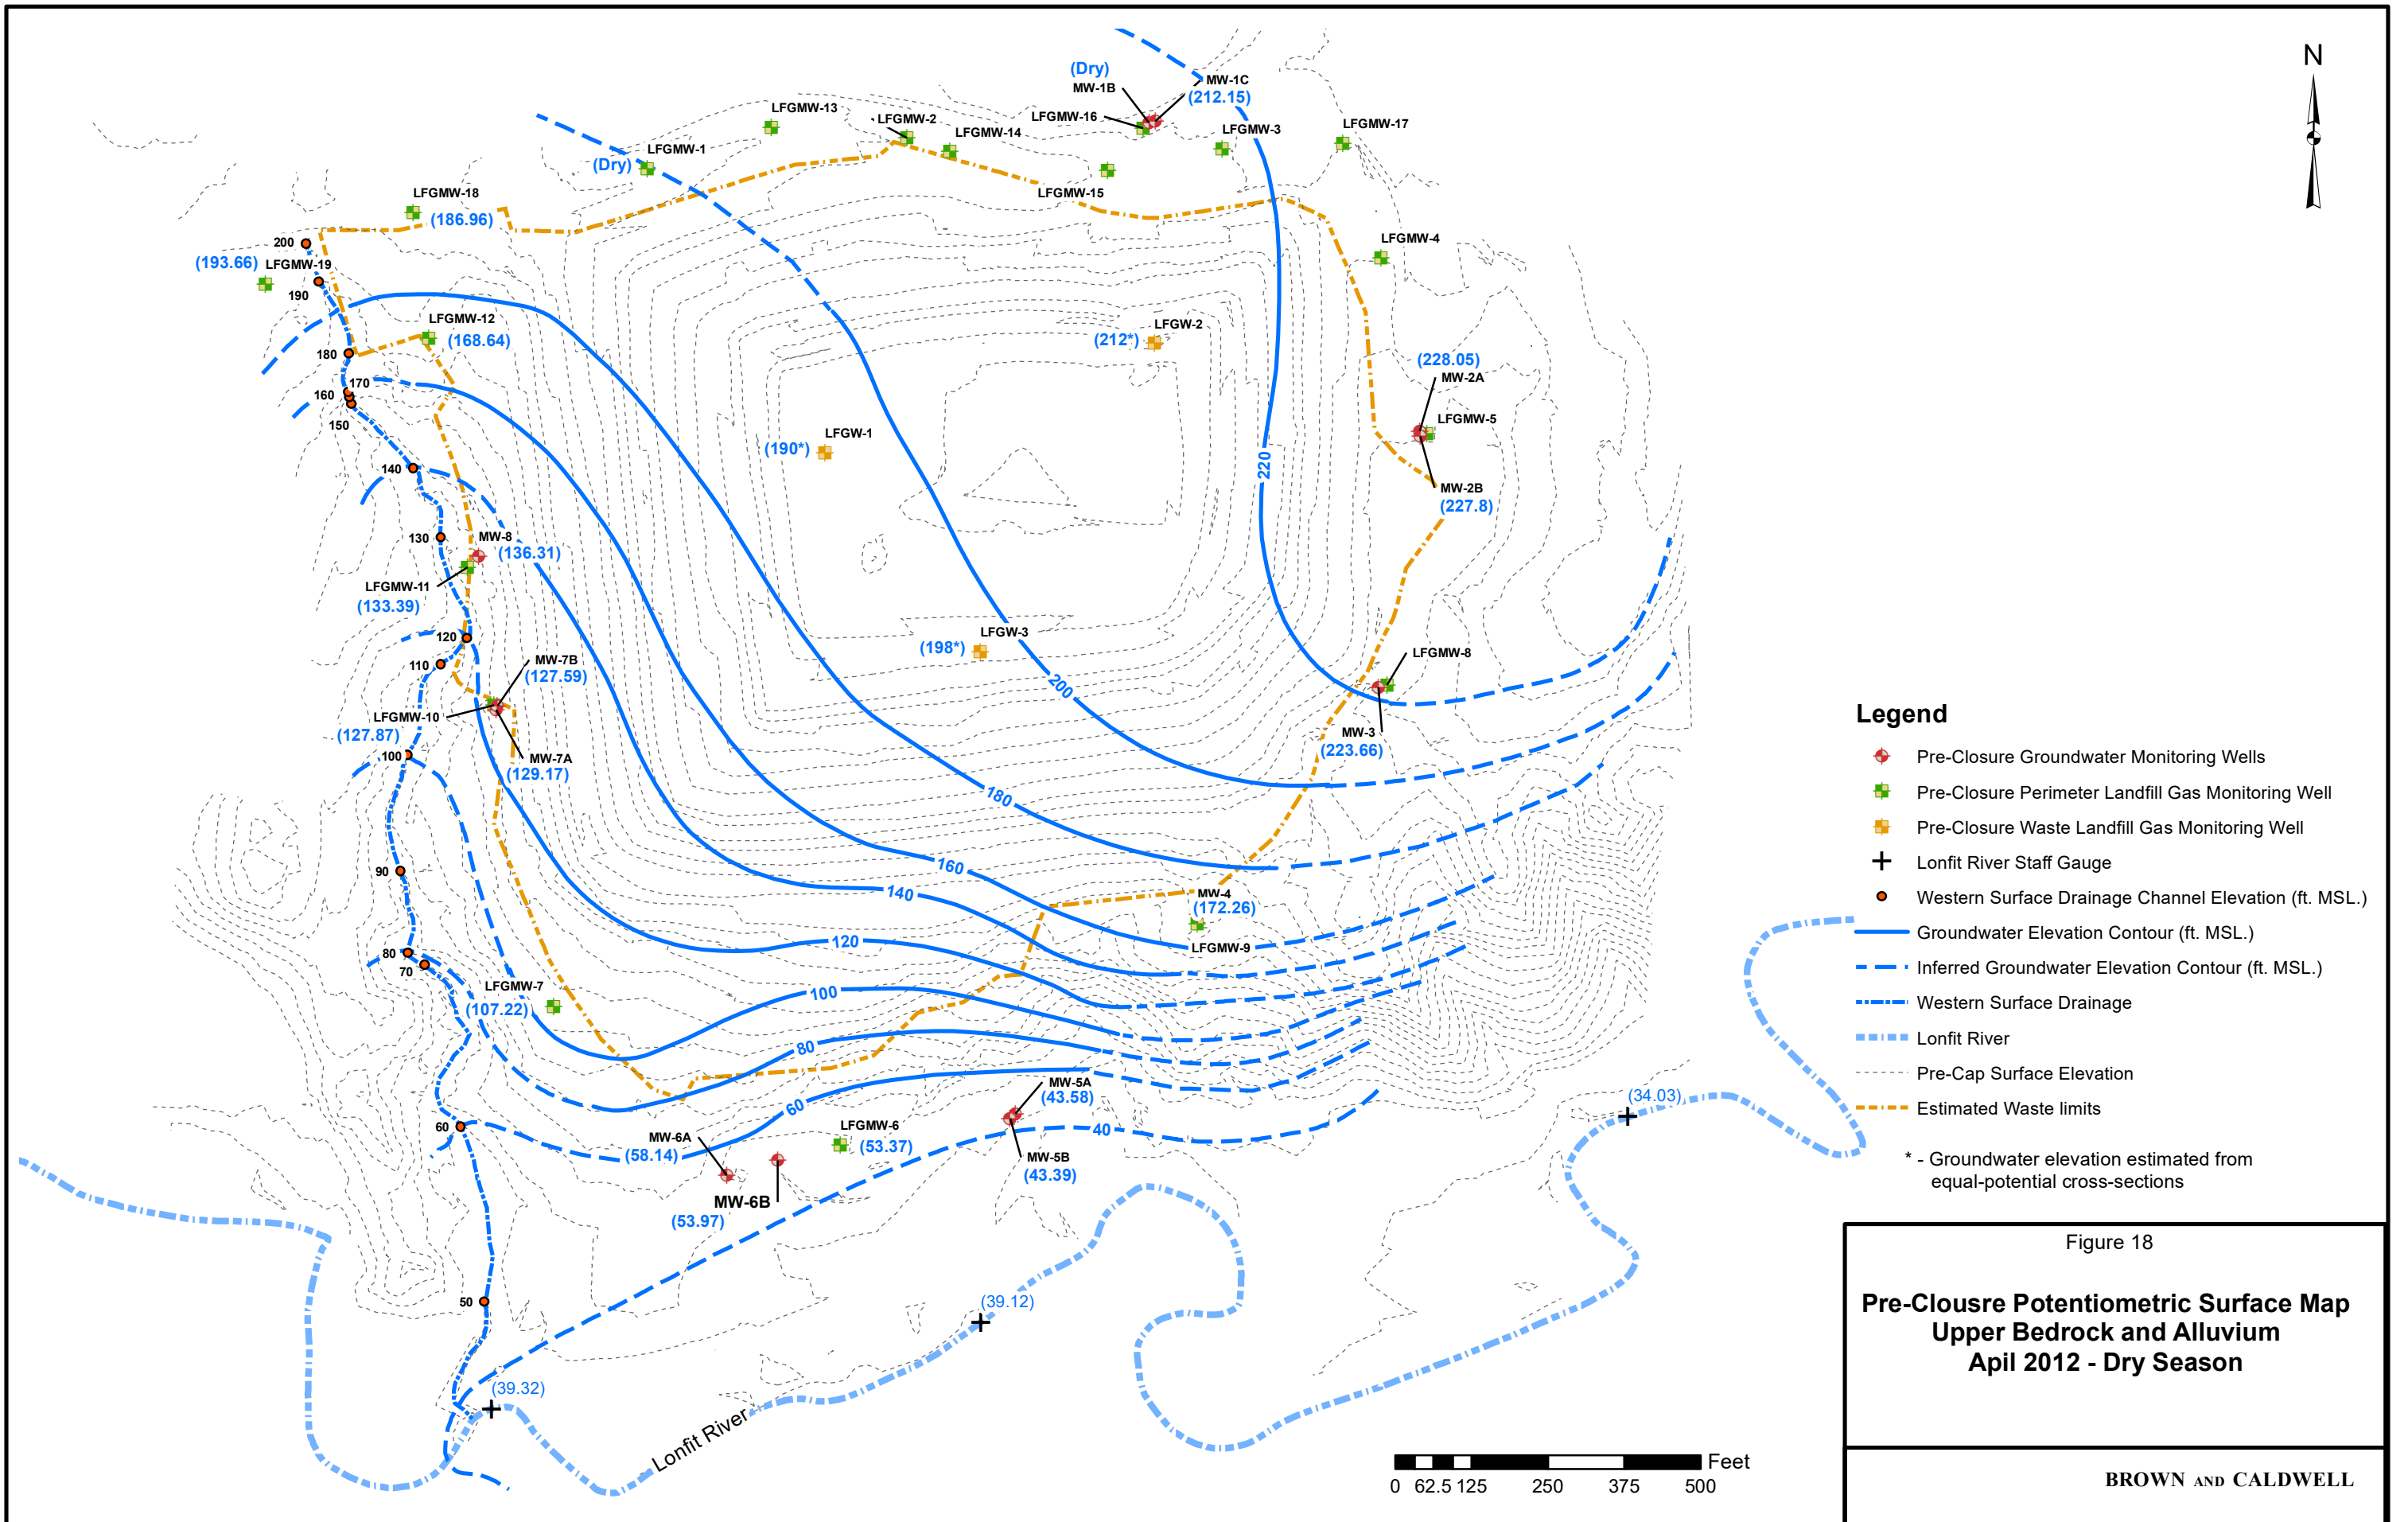 N
(Dry)
MW-1B
MW-1C
(212.15)
LFGMW-16
LFGMW-13
LFGMW-2
LFGMW-14
LFGMW-3
LFGMW-17
LFGMW-1
(Dry)
LFGMW-15
LFGMW-18
(186.96)
200
(193.66)
LFGMW-19
190
LFGMW-4
LFGMW-12
(168.64)
LFGW-2
(212*)
180
170
160
150
(228.05)
MW-2A
LFGMW-5
LFGW-1
(190*)
140
220
MW-2B
(227.8)
130
MW-8
(136.31)
LFGMW-11
(133.39)
120
110
LFGW-3
(198*)
MW-7B
(127.59)
LFGMW-8
200
LFGMW-10
(127.87)
MW-3
(223.66)
100
MW-7A
(129.17)
180
90
160
140
MW-4
(172.26)
120
LFGMW-9
80
70
LFGMW-7
(107.22)
100
80
60
MW-5A
(43.58)
60
LFGMW-6
(53.37)
MW-6A
(58.14)
40
MW-5B
(43.39)
MW-6B
(53.97)
(34.03)
50
(39.12)
(39.32)
Lonfit River
Legend
Pre-Closure Groundwater Monitoring Wells
Pre-Closure Perimeter Landfill Gas Monitoring Well
Pre-Closure Waste Landfill Gas Monitoring Well
Lonfit River Staff Gauge
Western Surface Drainage Channel Elevation (ft. MSL.)
Groundwater Elevation Contour (ft. MSL.)
Inferred Groundwater Elevation Contour (ft. MSL.)
Western Surface Drainage
Lonfit River
Pre-Cap Surface Elevation
Estimated Waste limits
* - Groundwater elevation estimated from
equal-potential cross-sections
Figure 18
Pre-Clousre Potentiometric Surface Map
Upper Bedrock and Alluvium
Apil 2012 - Dry Season
Feet
0 62.5 125 250 375 500
BROWN AND CALDWELL